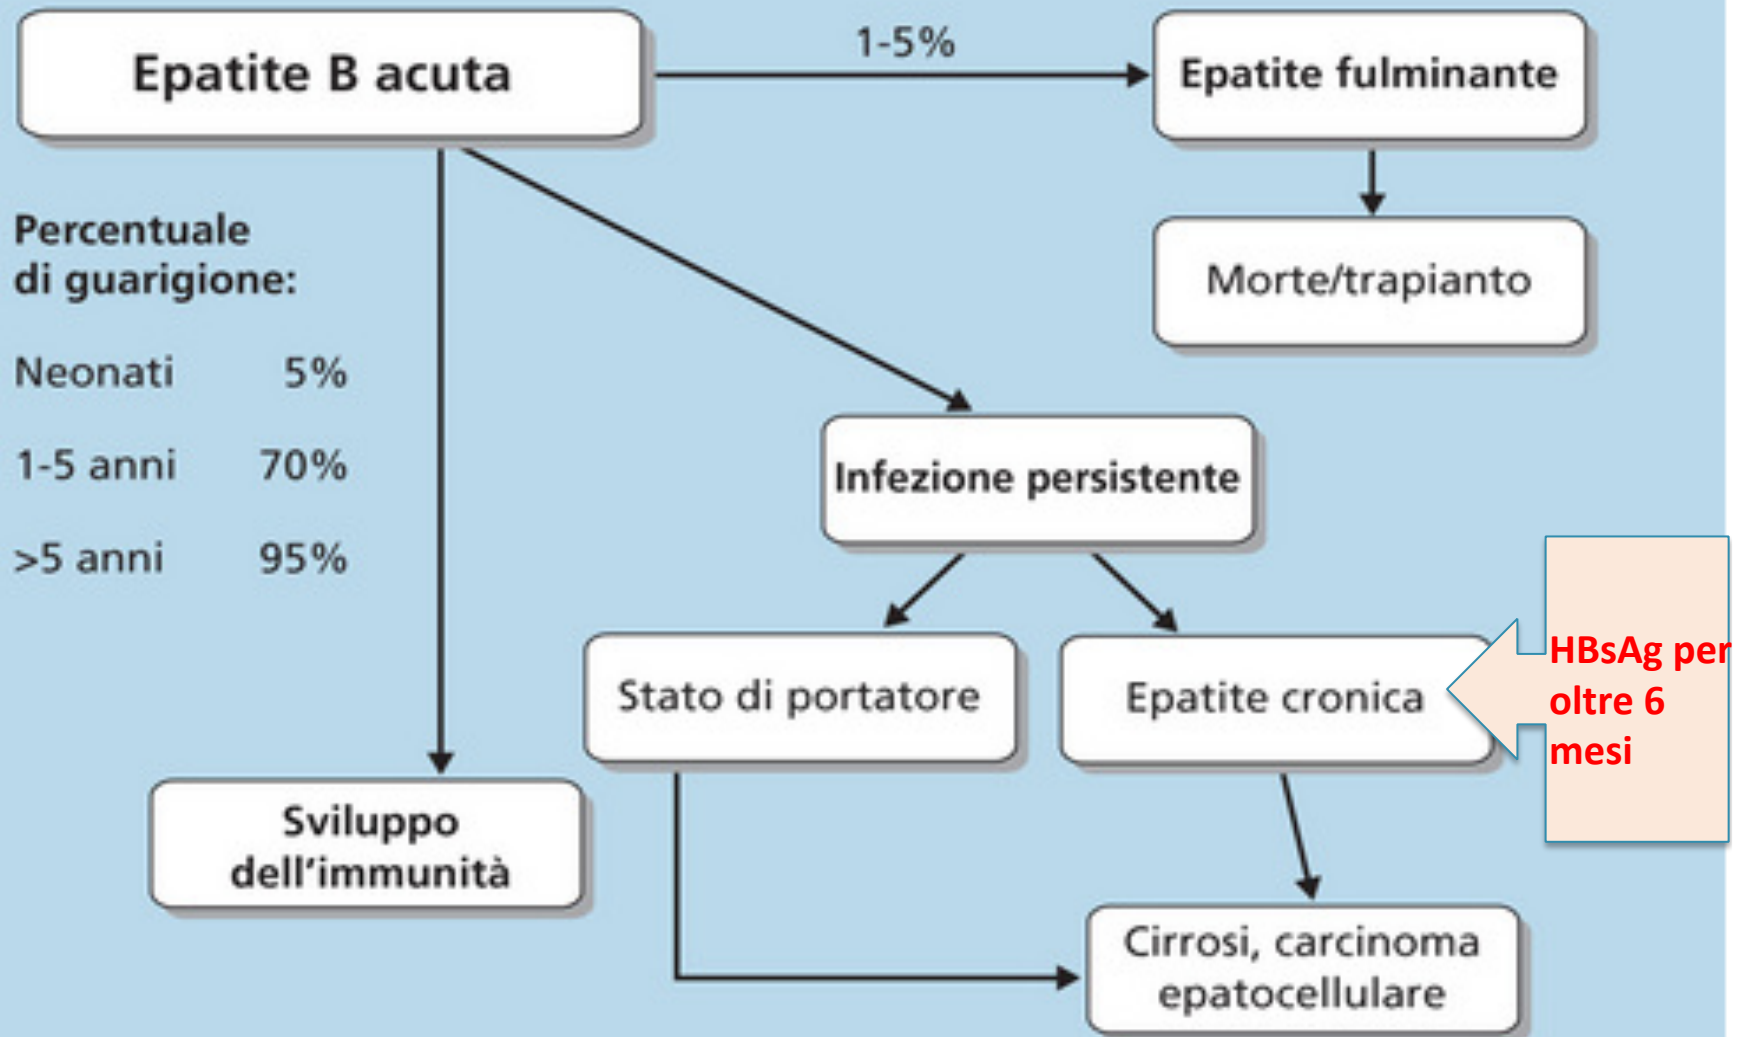 Epatite B acuta
1-5%
Epatite fulminante
Morte/trapianto
Percentuale
di guarigione:
Neonati 5%
1-5 anni 70%
>5 anni 95%
Infezione persistente
Stato di portatore
Epatite cronica
HBsAg per
oltre 6
mesi
Sviluppo
dell'immunità
Cirrosi, carcinoma
epatocellulare